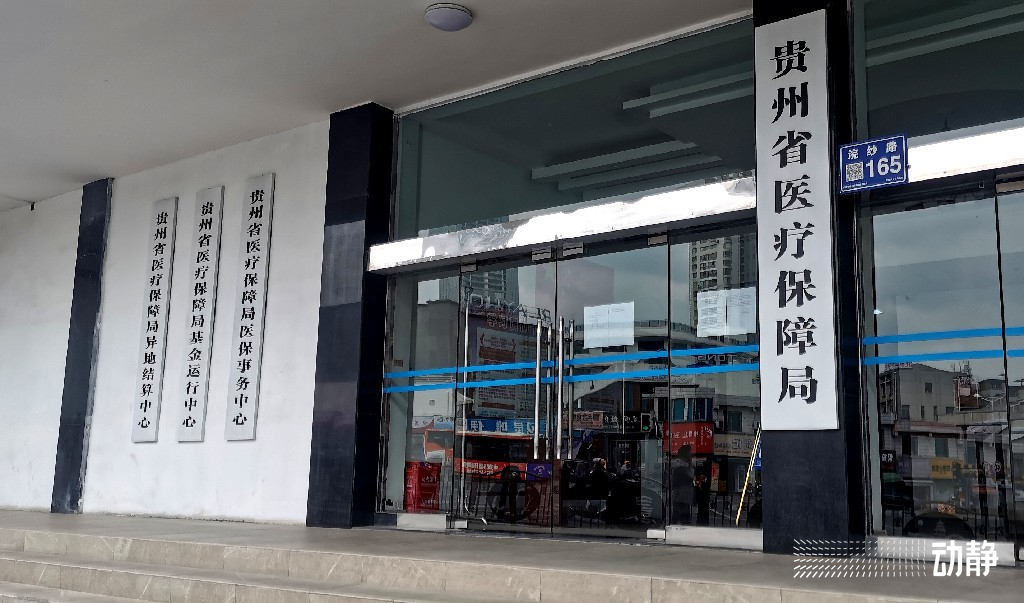 贵州省医疗保障局异地结算中心
贵州省医疗保障局基金运行中心
贵州省医疗保障局医保事务中心
贵州省医疗保障局
浣纱路
165
动静